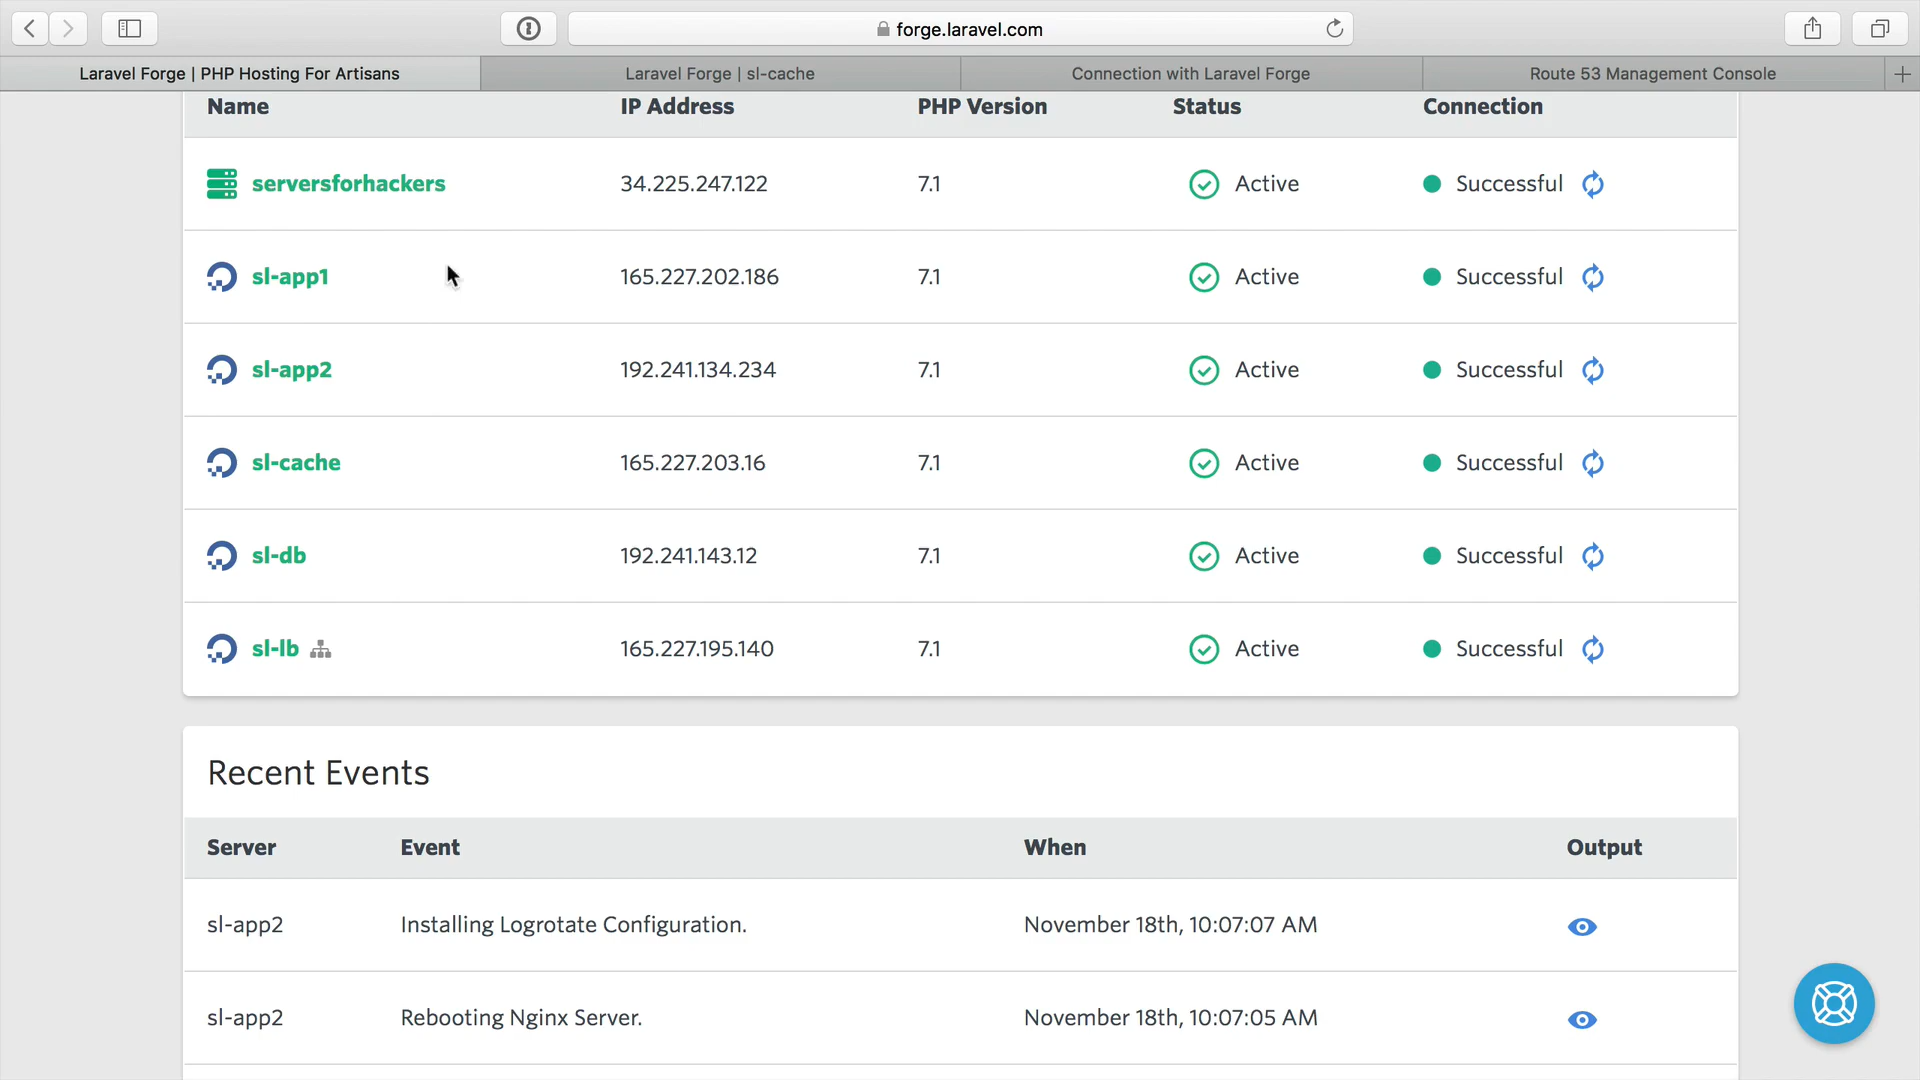 forge.laravel.com
Laravel Forge | PHP Hosting For Artisans
Laravel Forge | sl-cache
Connection with Laravel Forge
Route 53 Management Console
Name IP Address PHP Version Status Connection
serversforhackers 34.225.247.122 7.1 Active Successful
sl-app1 165.227.202.186 7.1 Active Successful
sl-app2 192.241.134.234 7.1 Active Successful
sl-cache 165.227.203.16 7.1 Active Successful
sl-db 192.241.143.12 7.1 Active Successful
sl-lb 165.227.195.140 7.1 Active Successful
Recent Events
Server Event When Output
sl-app2 Installing Logrotate Configuration. November 18th, 10:07:07 AM
sl-app2 Rebooting Nginx Server. November 18th, 10:07:05 AM